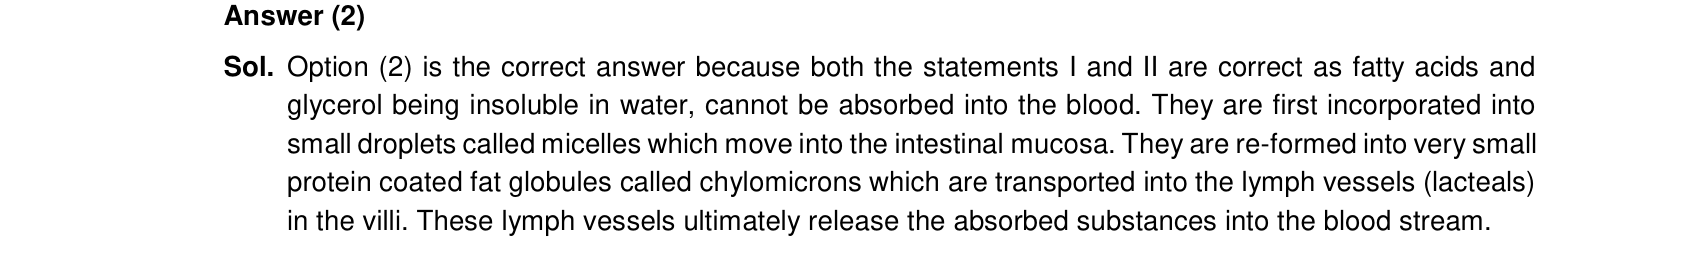 Answer (2)
Sol. Option (2) is the correct answer because both the statements I and II are correct as fatty acids and
glycerol being insoluble in water, cannot be absorbed into the blood. They are first incorporated into
small droplets called micelles which move into the intestinal mucosa. They are re-formed into very small
protein coated fat globules called chylomicrons which are transported into the lymph vessels (lacteals)
in the villi. These lymph vessels ultimately release the absorbed substances into the blood stream.